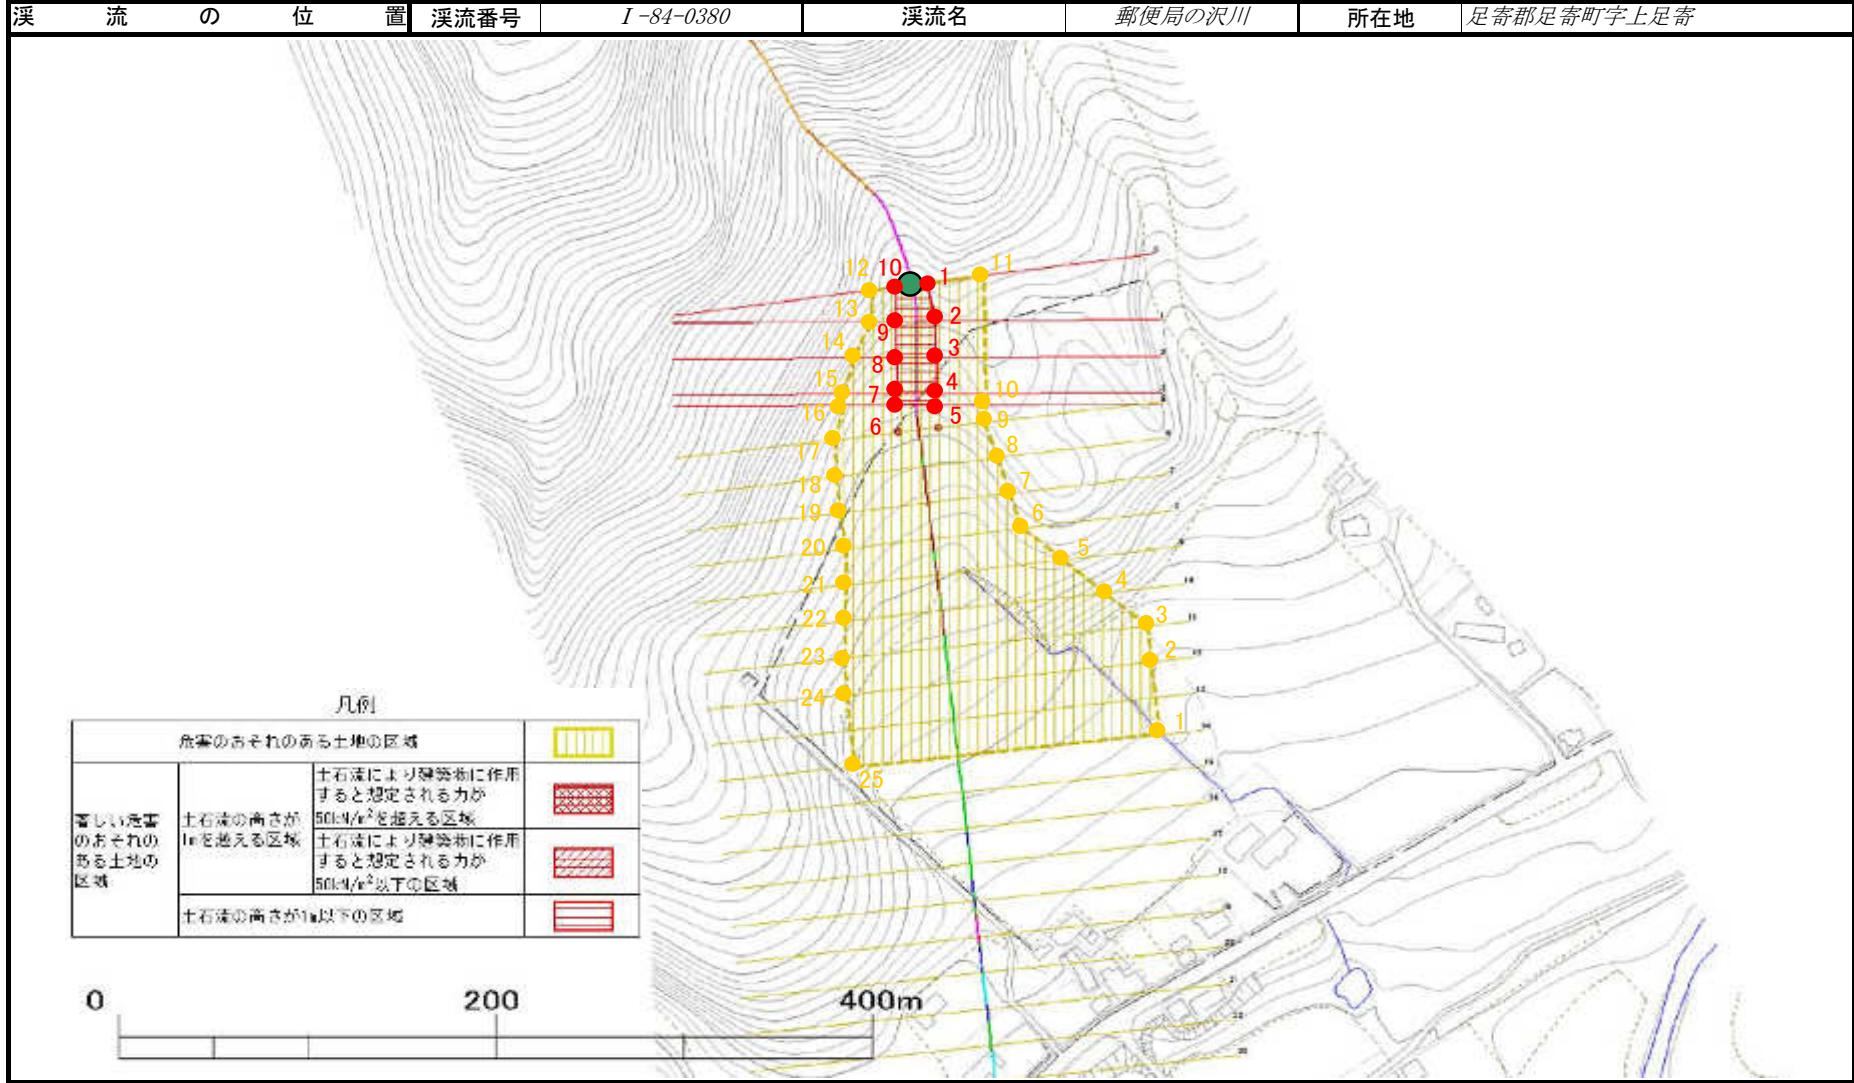 渓流の位置 渓流番号 Ⅰ-84-0380 渓流名 郵便局の沢川 所在地 足寄郡足寄町字上足寄
12 10 1 11
13 9 2
14 8 3
15 7 4 10
16 6 5 9
17 8
18 7
19 6
20 5
21 4
22 3
23 2
24 1
25
凡例
危害のおそれのある土地の区域
著しい危害
のおそれの
ある土地の
区域
土石流の高さが
1mを越える区域
土石流により建築物に作用
すると想定される力が
50kN/m²を越える区域
土石流により建築物に作用
すると想定される力が
50kN/m²以下の区域
土石流の高さが1m以下の区域
0 200 400m